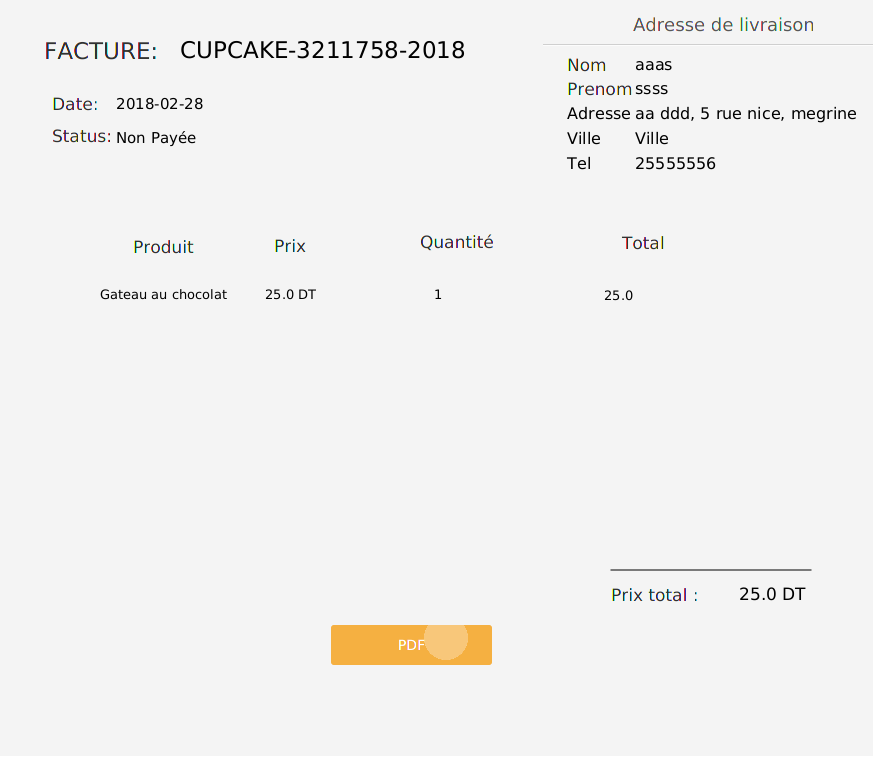 FACTURE: CUPCAKE-3211758-2018
Date: 2018-02-28
Status: Non Payée
Adresse de livraison
Nom aaas
Prenom ssss
Adresse aa ddd, 5 rue nice, megrine
Ville Ville
Tel 25555556
Produit Prix Quantité Total
Gateau au chocolat 25.0 DT 1 25.0
Prix total : 25.0 DT
PDF